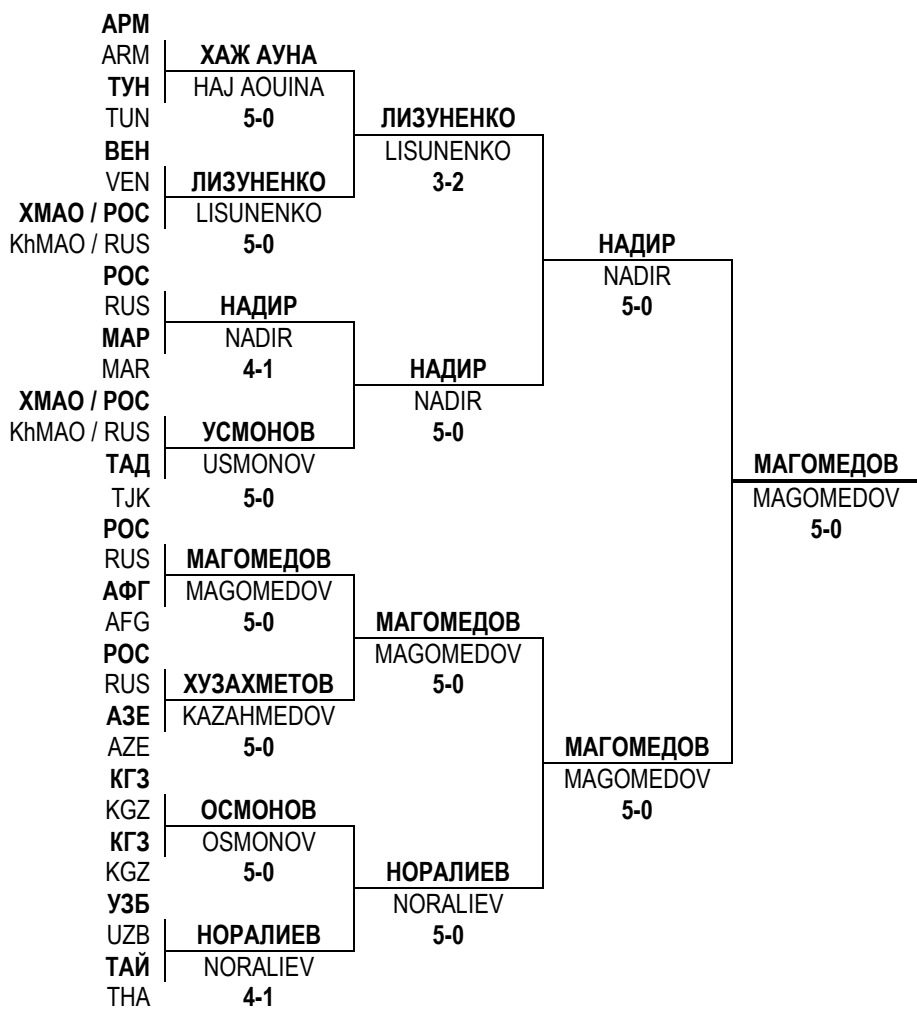 АРМ
ARM
ТУН
TUN
ВЕН
VEN
ХМАО / РОС
KhMAO / RUS
РОС
RUS
МАР
MAR
ХМАО / РОС
KhMAO / RUS
ТАД
TJK
РОС
RUS
АФГ
AFG
РОС
RUS
АЗЕ
AZE
КГЗ
KGZ
КГЗ
KGZ
УЗБ
UZB
ТАЙ
THA
ХАЖ АУНА
HAJ AOUINA
5-0
ЛИЗУНЕНКО
LISUNENKO
5-0
НАДИР
NADIR
4-1
УСМОНОВ
USMONOV
5-0
МАГОМЕДОВ
MAGOMEDOV
5-0
ХУЗАХМЕТОВ
KAZAHMEDOV
5-0
ОСМОНОВ
OSMONOV
5-0
НОРАЛИЕВ
NORALIEV
4-1
ЛИЗУНЕНКО
LISUNENKO
3-2
НАДИР
NADIR
5-0
МАГОМЕДОВ
MAGOMEDOV
5-0
НОРАЛИЕВ
NORALIEV
5-0
НАДИР
NADIR
5-0
МАГОМЕДОВ
MAGOMEDOV
5-0
МАГОМЕДОВ
MAGOMEDOV
5-0